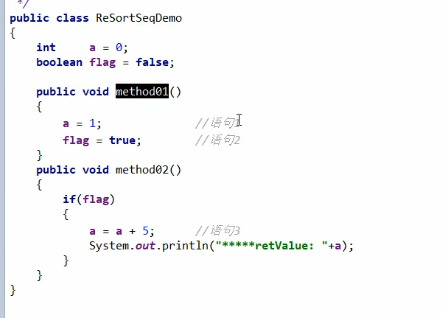 */
public class ReSortSeqDemo
{
int a = 0;
boolean flag = false;
public void method01()
{
a = 1; //语句1
flag = true; //语句2
}
public void method02()
{
if(flag)
{
a = a + 5; //语句3
System.out.println("*****retValue: "+a);
}
}
}